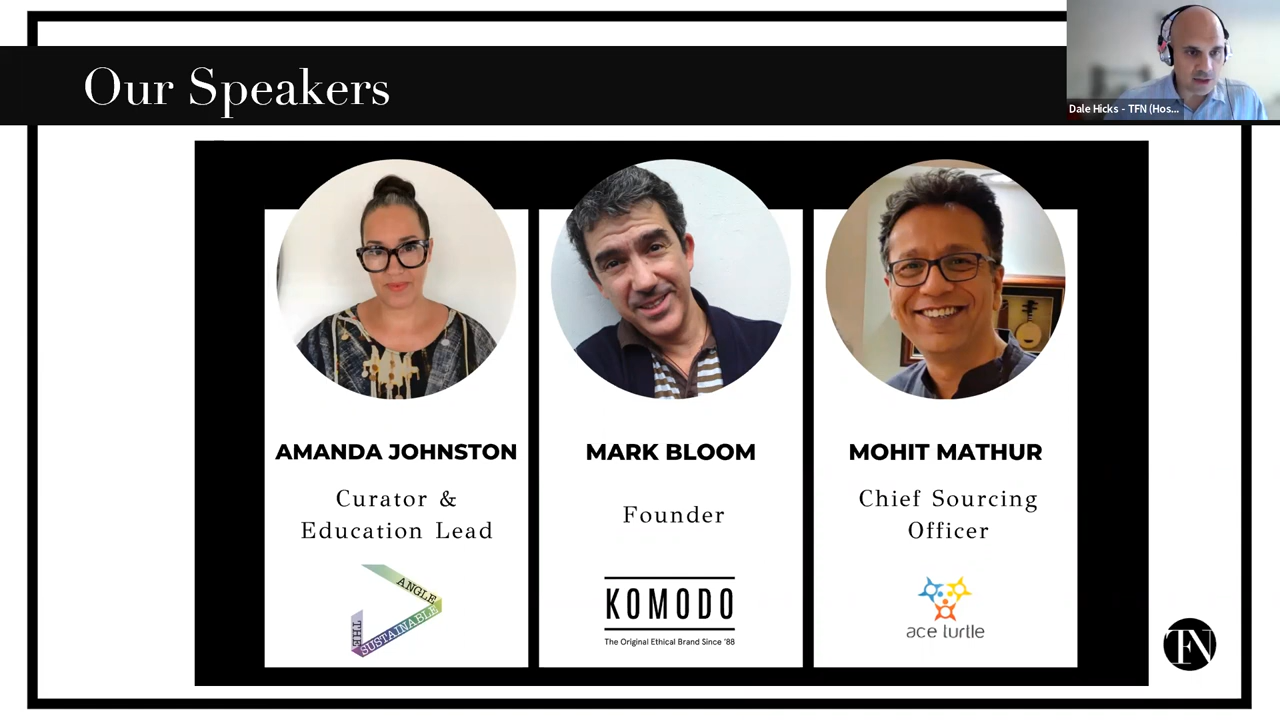 Our Speakers
Dale Hicks - TFN (Hos...
AMANDA JOHNSTON
Curator &
Education Lead
THE
SUSTAINABLE
ANGLE
MARK BLOOM
Founder
KOMODO
The Original Ethical Brand Since '88
MOHIT MATHUR
Chief Sourcing
Officer
ace turtle
TFN